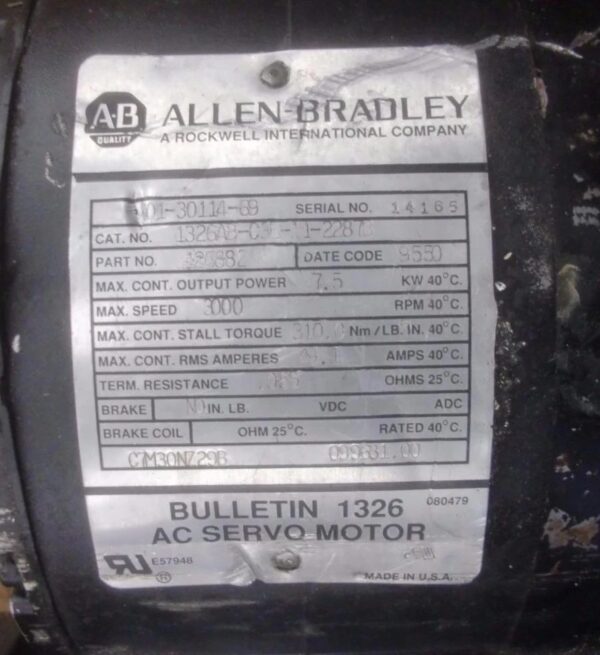 A-B
QUALITY
ALLEN-BRADLEY
A ROCKWELL INTERNATIONAL COMPANY
SERIAL NO. 14165
CAT. NO.
PART NO. DATE CODE 9550
MAX. CONT. OUTPUT POWER 7.5 KW 40°C.
MAX. SPEED 3000 RPM 40°C.
MAX. CONT. STALL TORQUE Nm/LB. IN. 40°C.
MAX. CONT. RMS AMPERES AMPS 40°C.
TERM. RESISTANCE OHMS 25°C.
BRAKE NO IN. LB. VDC ADC
BRAKE COIL OHM 25°C. RATED 40°C.
C7M30NZ29B
BULLETIN 1326
080479
AC SERVO MOTOR
E57948
®
MADE IN U.S.A.